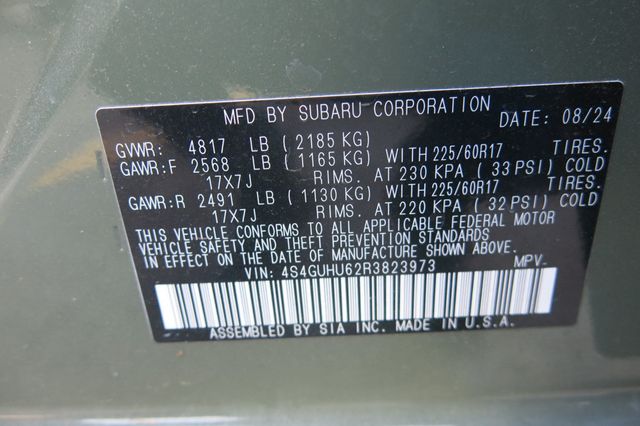 MFD BY SUBARU CORPORATION DATE: 08/24
GVWR: 4817 LB (2185 KG)
GAWR:F 2568 LB (1165 KG) WITH 225/60R17 TIRES.
17X7J RIMS. AT 230 KPA (33 PSI) COLD
GAWR:R 2491 LB (1130 KG) WITH 225/60R17 TIRES.
17X7J RIMS. AT 220 KPA (32 PSI) COLD
THIS VEHICLE CONFORMS TO ALL APPLICABLE FEDERAL MOTOR
VEHICLE SAFETY AND THEFT PREVENTION STANDARDS
IN EFFECT ON THE DATE OF MANUFACTURE SHOWN ABOVE.
VIN: 4S4GUHU62R3823973 MPV.
ASSEMBLED BY SIA INC. MADE IN U.S.A.